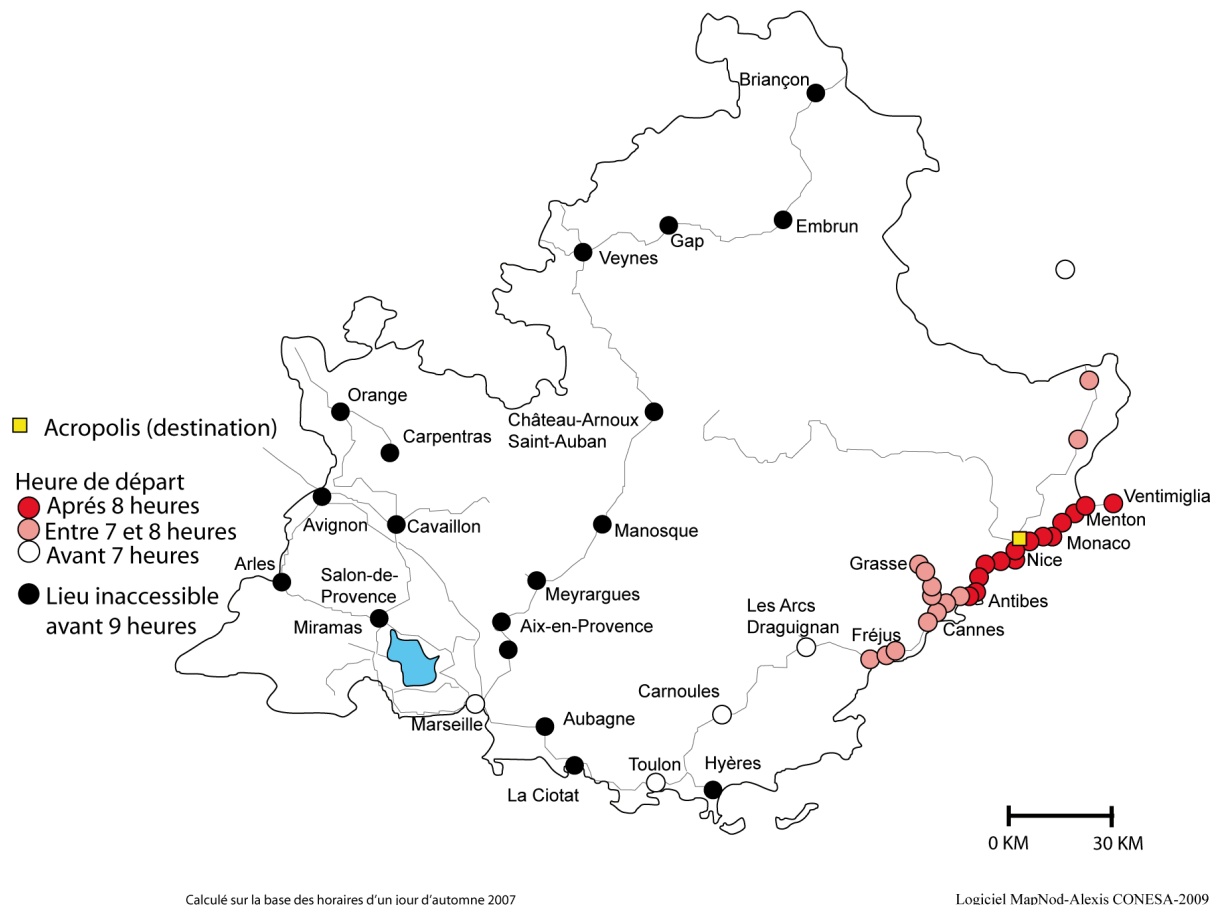 Briançon
Embrun
Gap
Veynes
Orange
Château-Arnoux
Saint-Auban
Acropolis (destination)
Carpentras
Heure de départ
Aprés 8 heures
Entre 7 et 8 heures
Avant 7 heures
Lieu inaccessible
avant 9 heures
Ventimiglia
Menton
Monaco
Nice
Avignon
Cavaillon
Manosque
Arles
Salon-de-
Provence
Grasse
Meyrargues
Antibes
Miramas
Aix-en-Provence
Les Arcs
Draguignan
Fréjus
Cannes
Carnoules
Marseille
Aubagne
Toulon
Hyères
La Ciotat
0 KM
30 KM
Calculé sur la base des horaires d'un jour d'automne 2007
Logiciel MapNod-Alexis CONESA-2009